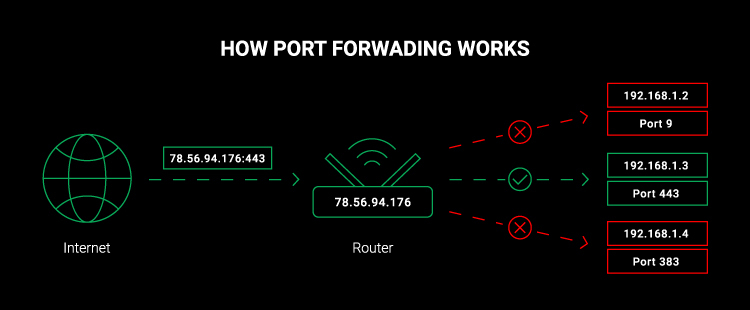 HOW PORT FORWADING WORKS
78.56.94.176:443
Internet
78.56.94.176
Router
192.168.1.2
Port 9
192.168.1.3
Port 443
192.168.1.4
Port 383